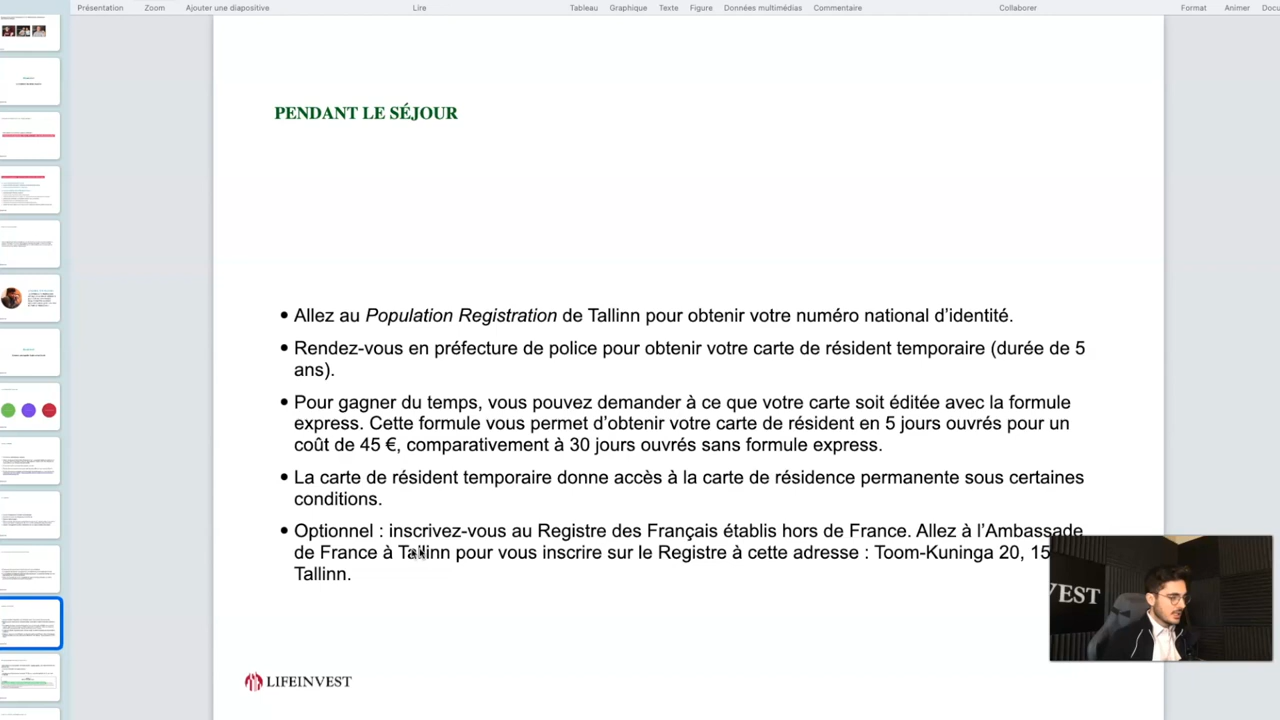 Présentation Zoom Ajouter une diapositive Lire Tableau Graphique Texte Figure Données multimédias Commentaire Collaborer Format Animer Docu
PENDANT LE SÉJOUR
• Allez au Population Registration de Tallinn pour obtenir votre numéro national d’identité.
• Rendez-vous en préfecture de police pour obtenir votre carte de résident temporaire (durée de 5
ans).
• Pour gagner du temps, vous pouvez demander à ce que votre carte soit éditée avec la formule
express. Cette formule vous permet d’obtenir votre carte de résident en 5 jours ouvrés pour un
coût de 45 €, comparativement à 30 jours ouvrés sans formule express.
• La carte de résident temporaire donne accès à la carte de résidence permanente sous certaines
conditions.
• Optionnel : inscrivez-vous au Registre des Français établis hors de France. Allez à l’Ambassade
de France à Tallinn pour vous inscrire sur le Registre à cette adresse : Toom-Kuninga 20, 15
Tallinn.
VEST
LIFEINVEST